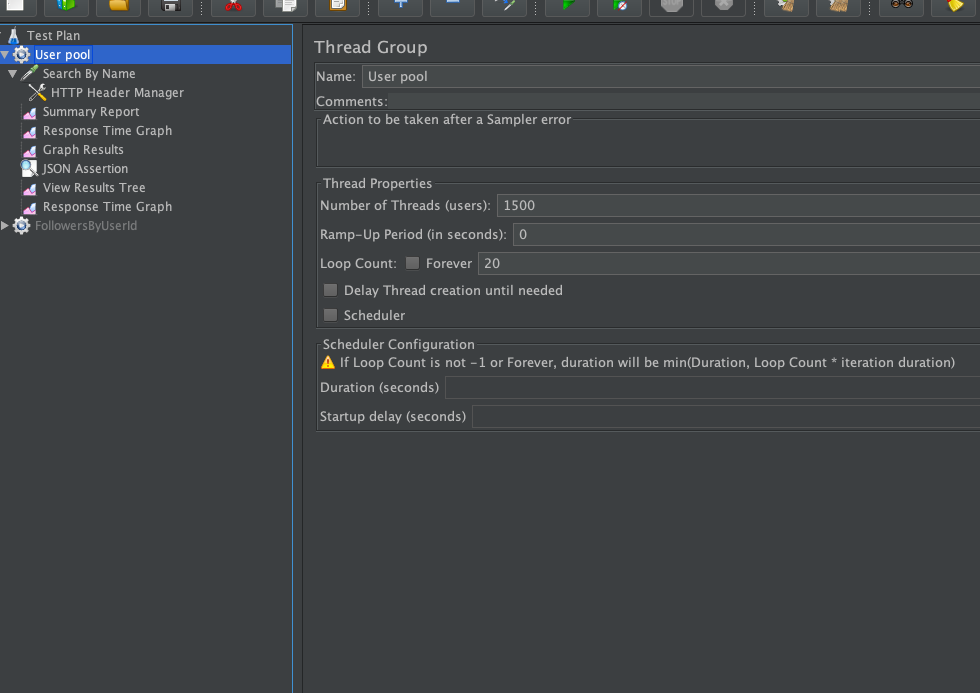 Test Plan
User pool
Search By Name
HTTP Header Manager
Summary Report
Response Time Graph
Graph Results
JSON Assertion
View Results Tree
Response Time Graph
FollowersByUserId
Thread Group
Name: User pool
Comments:
Action to be taken after a Sampler error
Thread Properties
Number of Threads (users): 1500
Ramp-Up Period (in seconds): 0
Loop Count: Forever 20
Delay Thread creation until needed
Scheduler
Scheduler Configuration
If Loop Count is not -1 or Forever, duration will be min(Duration, Loop Count * iteration duration)
Duration (seconds)
Startup delay (seconds)